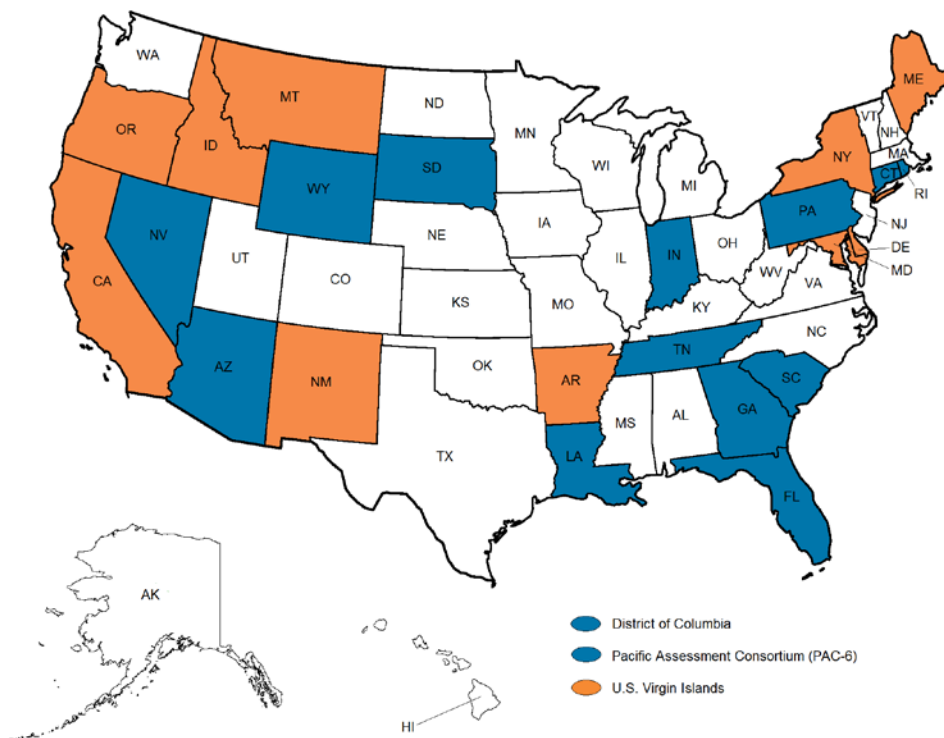 WA
MT
ND
MN
ME
VT
NH
OR
ID
WY
SD
WI
MI
NY
MA
CT
RI
NV
UT
CO
NE
IA
IL
IN
OH
PA
NJ
DE
MD
WV
VA
CA
KS
MO
KY
NC
AZ
NM
OK
AR
TN
SC
TX
LA
MS
AL
GA
FL
AK
HI
District of Columbia
Pacific Assessment Consortium (PAC-6)
U.S. Virgin Islands